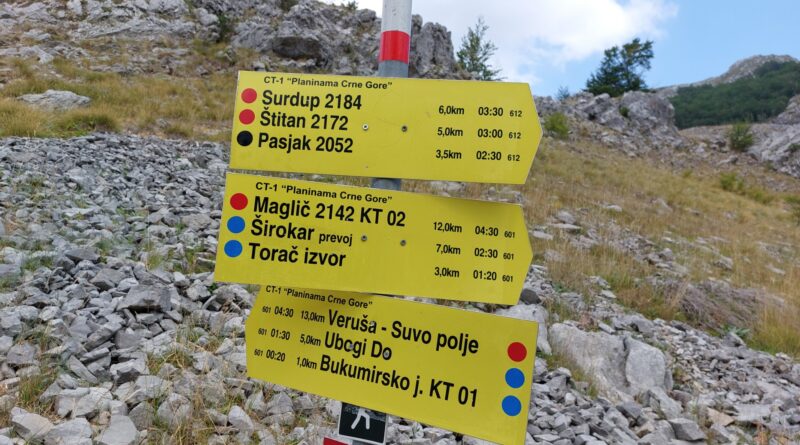 CT-1 "Planinama Crne Gore"
Surdup 2184 6,0km 03:30 612
Štitan 2172 5,0km 03:00 612
Pasjak 2052 3,5km 02:30 612
CT-1 "Planinama Crne Gore"
Maglič 2142 KT 02 12,0km 04:30 601
Širokar prevoj 7,0km 02:30 601
Torač izvor 3,0km 01:20 601
CT-1 "Planinama Crne Gore"
601 04:30 13,0km Veruša - Suvo polje
601 01:30 5,0km Ubogi Do
601 00:20 1,0km Bukumirsko j. KT 01